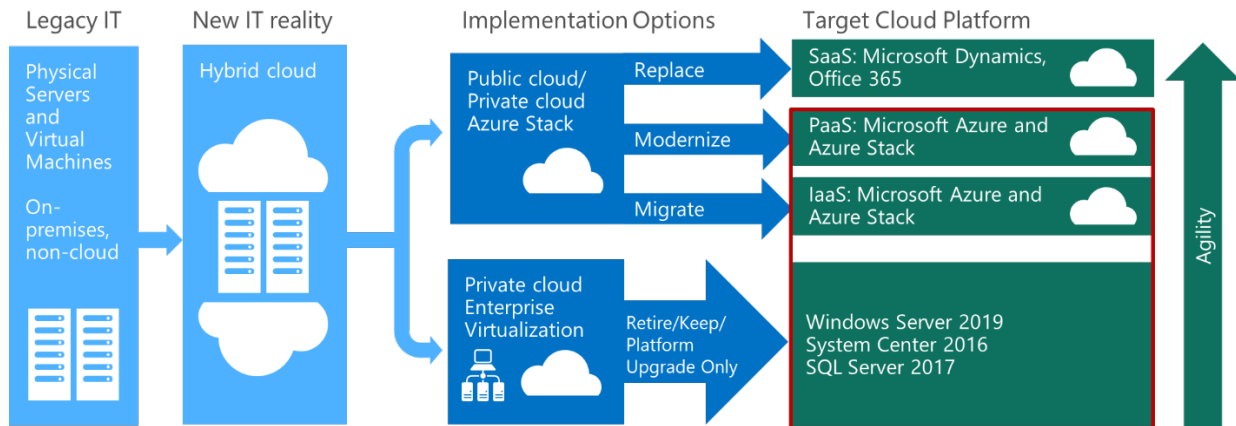 Legacy IT
New IT reality
Implementation Options
Target Cloud Platform
Physical
Servers
and
Virtual
Machines
On-
premises,
non-cloud
Hybrid cloud
Public cloud/
Private cloud
Azure Stack
Replace
Modernize
Migrate
Private cloud
Enterprise
Virtualization
Retire/Keep/
Platform
Upgrade Only
SaaS: Microsoft Dynamics,
Office 365
PaaS: Microsoft Azure and
Azure Stack
IaaS: Microsoft Azure and
Azure Stack
Windows Server 2019
System Center 2016
SQL Server 2017
Agility